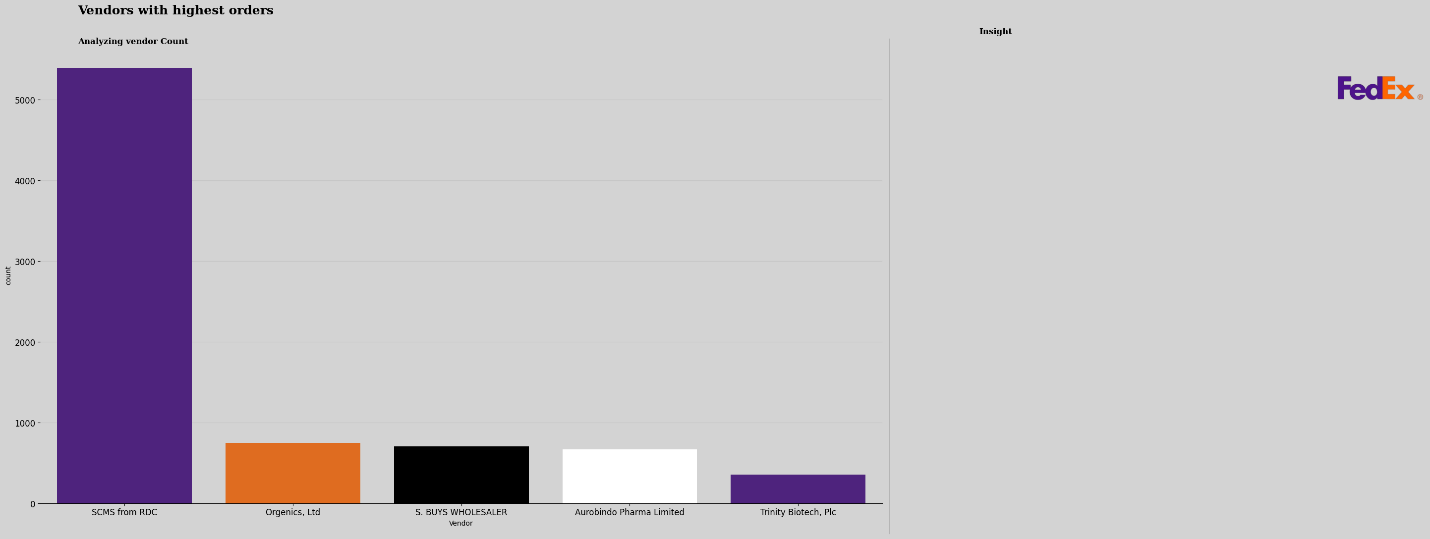 Vendors with highest orders
Analyzing vendor Count
Insight
FedEx®
5000
4000
3000
2000
1000
0
count
SCMS from RDC
Orgenics, Ltd
S. BUYS WHOLESALER
Aurobindo Pharma Limited
Trinity Biotech, Plc
Vendor